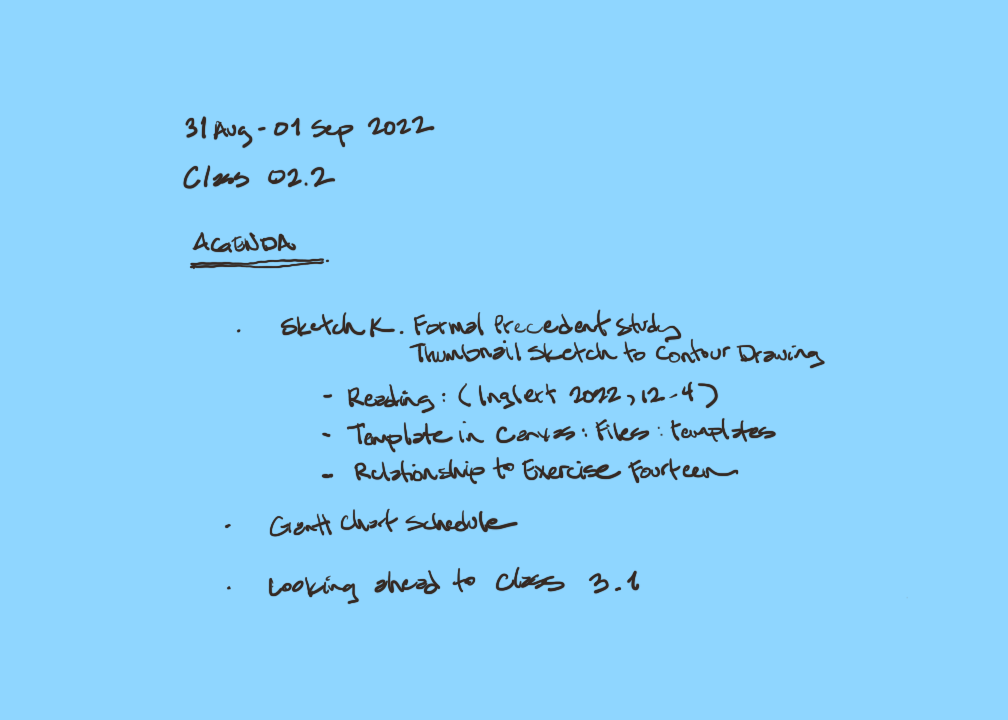 31 Aug - 01 Sep 2022
Class 02.2
AGENDA
· Sketch K. Formal Precedent Study
Thumbnail Sketch to Contour Drawing
- Reading: (Inglext 2022, 12-4)
- Template in Canvas: Files: templates
- Relationship to Exercise Fourteen
· Gantt Chart Schedule
· Looking ahead to Class 3.1